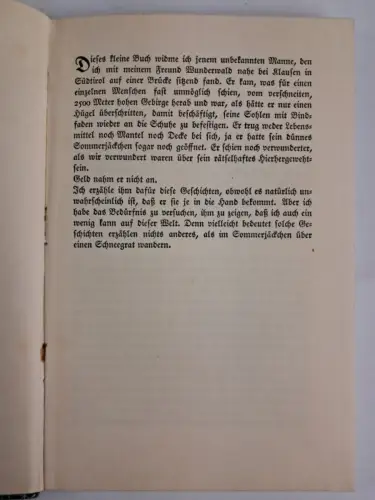 Dieses kleine Buch widme ich jenem unbekannten Manne, den
ich mit meinem Freund Wunderwald nahe bei Klausen in
Südtirol auf einer Brücke sitzend fand. Er kam, was für einen
einzelnen Menschen fast unmöglich schien, vom verschneiten,
2500 Meter hohen Gebirge herab und war, als hätte er nur einen
Hügel überschritten, damit beschäftigt, seine Sohlen mit Bind-
faden wieder an die Schuhe zu befestigen. Er trug weder Lebens-
mittel noch Mantel noch Decke bei sich, ja er hatte sein dünnes
Sommerjäckchen sogar noch geöffnet. Er schien noch verwunderter,
als wir verwundert waren über sein rätselhaftes Hierhergeweht-
sein.
Geld nahm er nicht an.
Ich erzähle ihm dafür diese Geschichten, obwohl es natürlich un-
wahrscheinlich ist, daß er sie je in die Hand bekommt. Aber ich
habe das Bedürfnis zu versuchen, ihm zu zeigen, daß ich auch ein
wenig kann auf dieser Welt. Denn vielleicht bedeutet solche Ge-
schichten erzählen nichts anderes, als im Sommerjäckchen über
einen Schneegrat wandern.